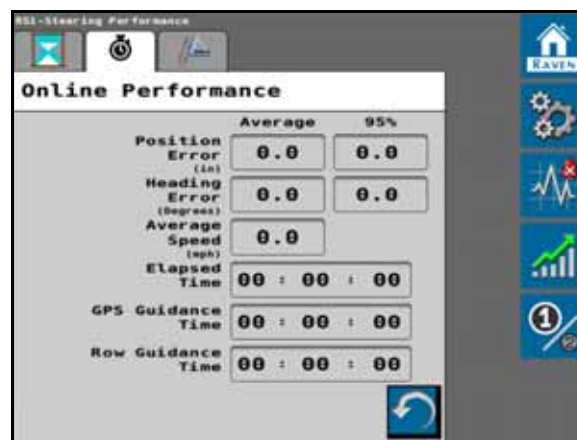 RS1-Steering Performance
Online Performance
Average 95%
Position
Error
(in)
0.0 0.0
Heading
Error
(Degrees)
0.0 0.0
Average
Speed
(mph)
0.0
Elapsed
Time
00 : 00 : 00
GPS Guidance
Time
00 : 00 : 00
Row Guidance
Time
00 : 00 : 00
RAVEN
1/2